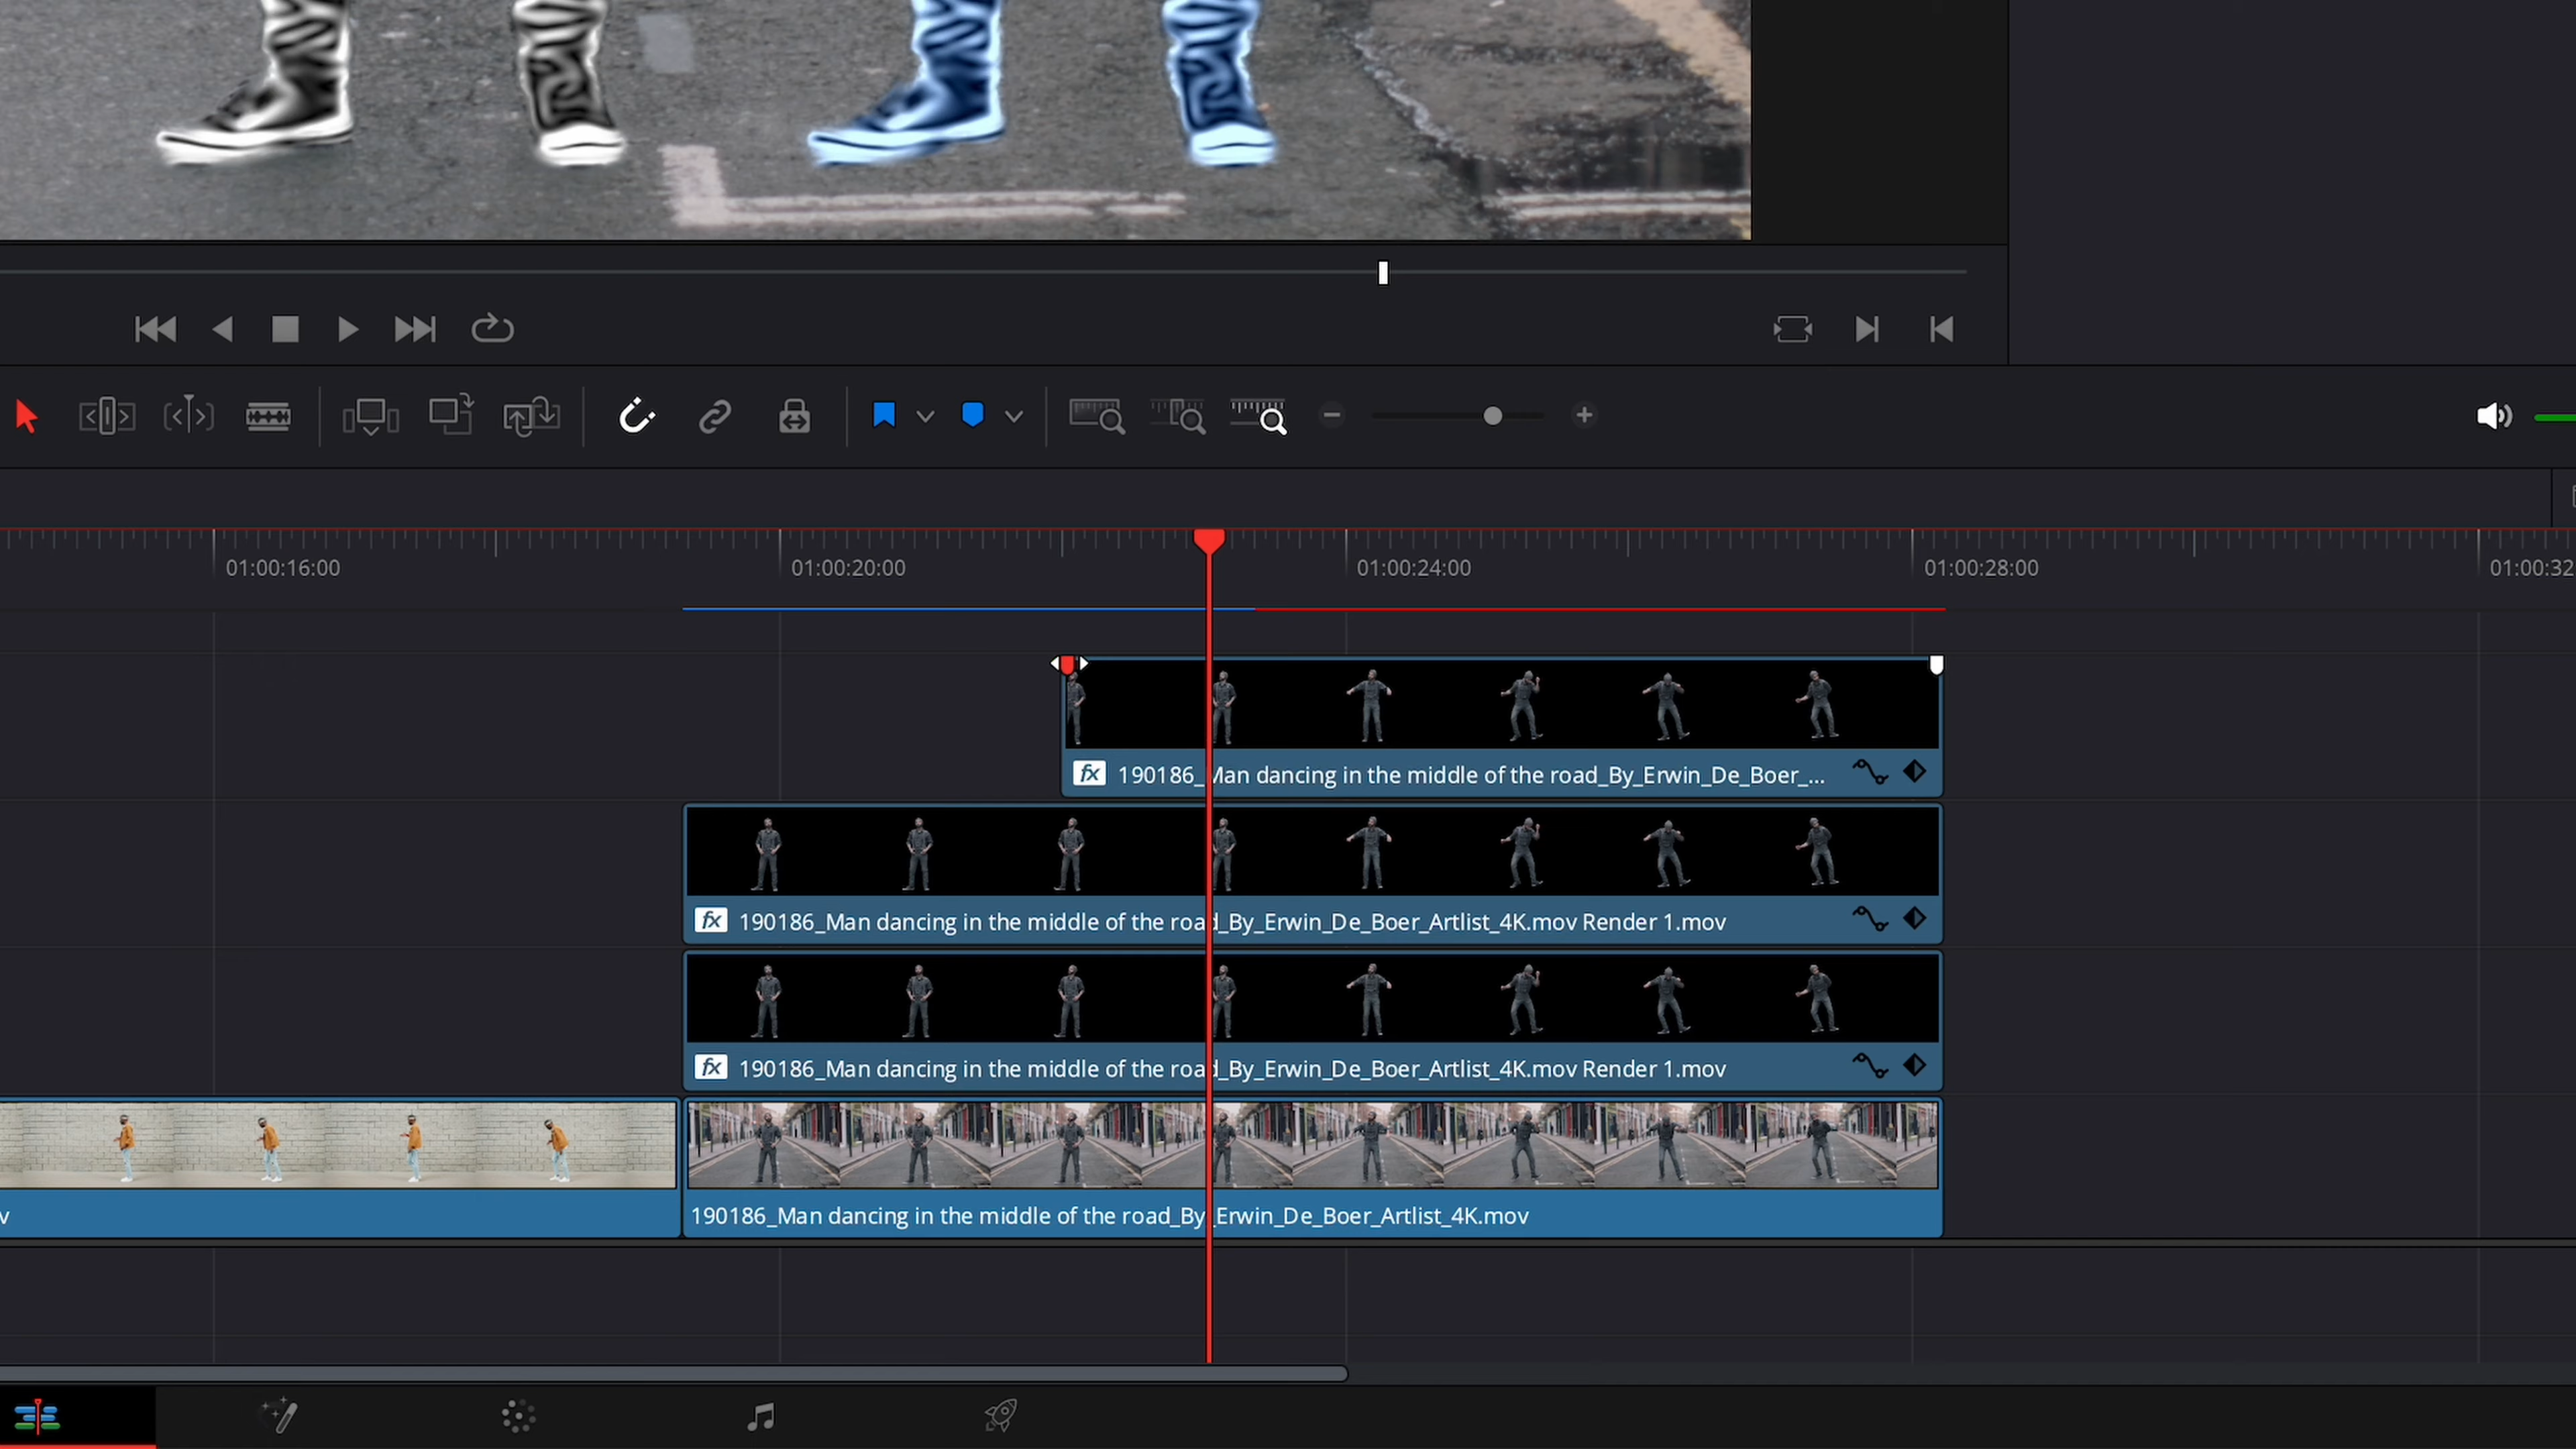 01:00:16:00
01:00:20:00
01:00:24:00
01:00:28:00
01:00:32
fx 190186_Man dancing in the middle of the road_By_Erwin_De_Boer_...
fx 190186_Man dancing in the middle of the road_By_Erwin_De_Boer_Artlist_4K.mov Render 1.mov
fx 190186_Man dancing in the middle of the road_By_Erwin_De_Boer_Artlist_4K.mov Render 1.mov
v
190186_Man dancing in the middle of the road_By_Erwin_De_Boer_Artlist_4K.mov